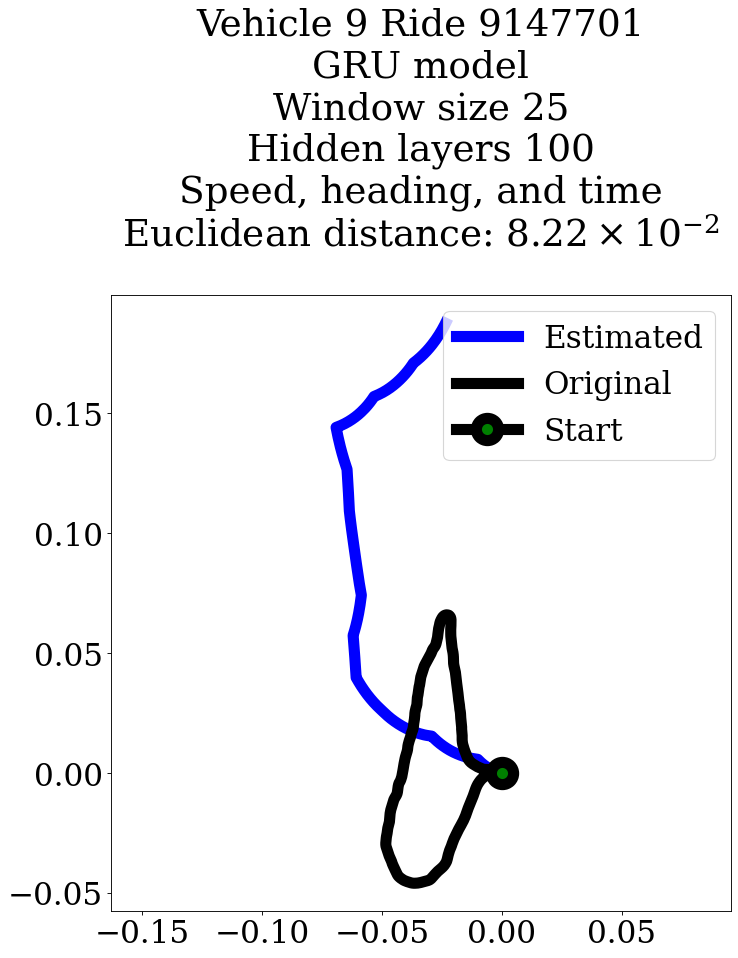 Vehicle 9 Ride 9147701
GRU model
Window size 25
Hidden layers 100
Speed, heading, and time
Euclidean distance: 8.22 × 10⁻²
Estimated
Original
Start
0.15
0.10
0.05
0.00
−0.05
−0.15 −0.10 −0.05 0.00 0.05